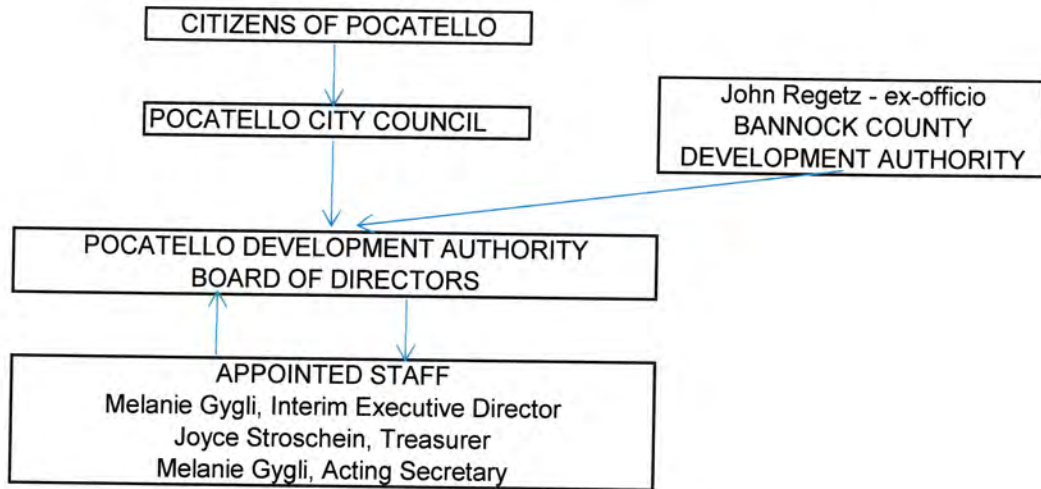 CITIZENS OF POCATELLO
POCATELLO CITY COUNCIL
John Regetz - ex-officio
BANNOCK COUNTY
DEVELOPMENT AUTHORITY
POCATELLO DEVELOPMENT AUTHORITY
BOARD OF DIRECTORS
APPOINTED STAFF
Melanie Gygli, Interim Executive Director
Joyce Stroschein, Treasurer
Melanie Gygli, Acting Secretary